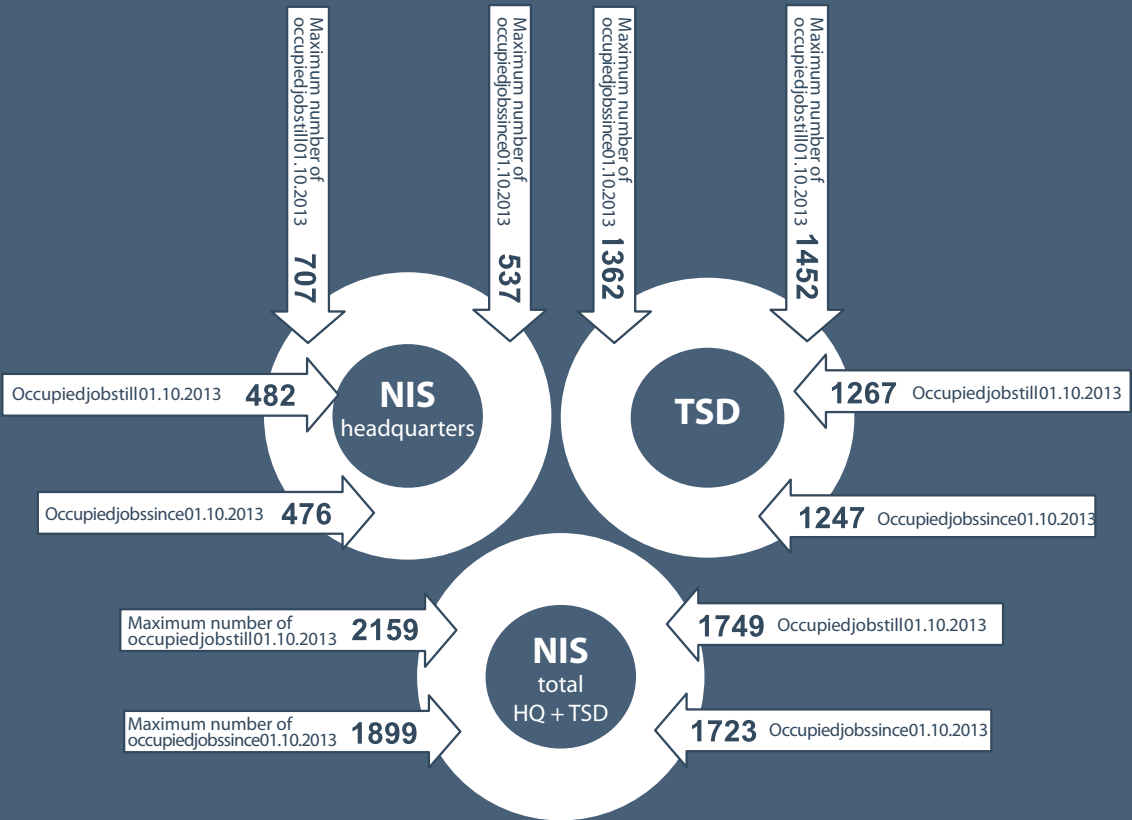 Maximum number of
occupiedjobstill01.10.2013 707
Maximum number of
occupiedjobssince01.10.2013 537
Maximum number of
occupiedjobssince01.10.2013 1362
Maximum number of
occupiedjobstill01.10.2013 1452
Occupiedjobstill01.10.2013 482
NIS
headquarters
TSD
1267 Occupiedjobstill01.10.2013
Occupiedjobssince01.10.2013 476
1247 Occupiedjobssince01.10.2013
Maximum number of
occupiedjobstill01.10.2013 2159
NIS
total
HQ + TSD
1749 Occupiedjobstill01.10.2013
Maximum number of
occupiedjobssince01.10.2013 1899
1723 Occupiedjobssince01.10.2013